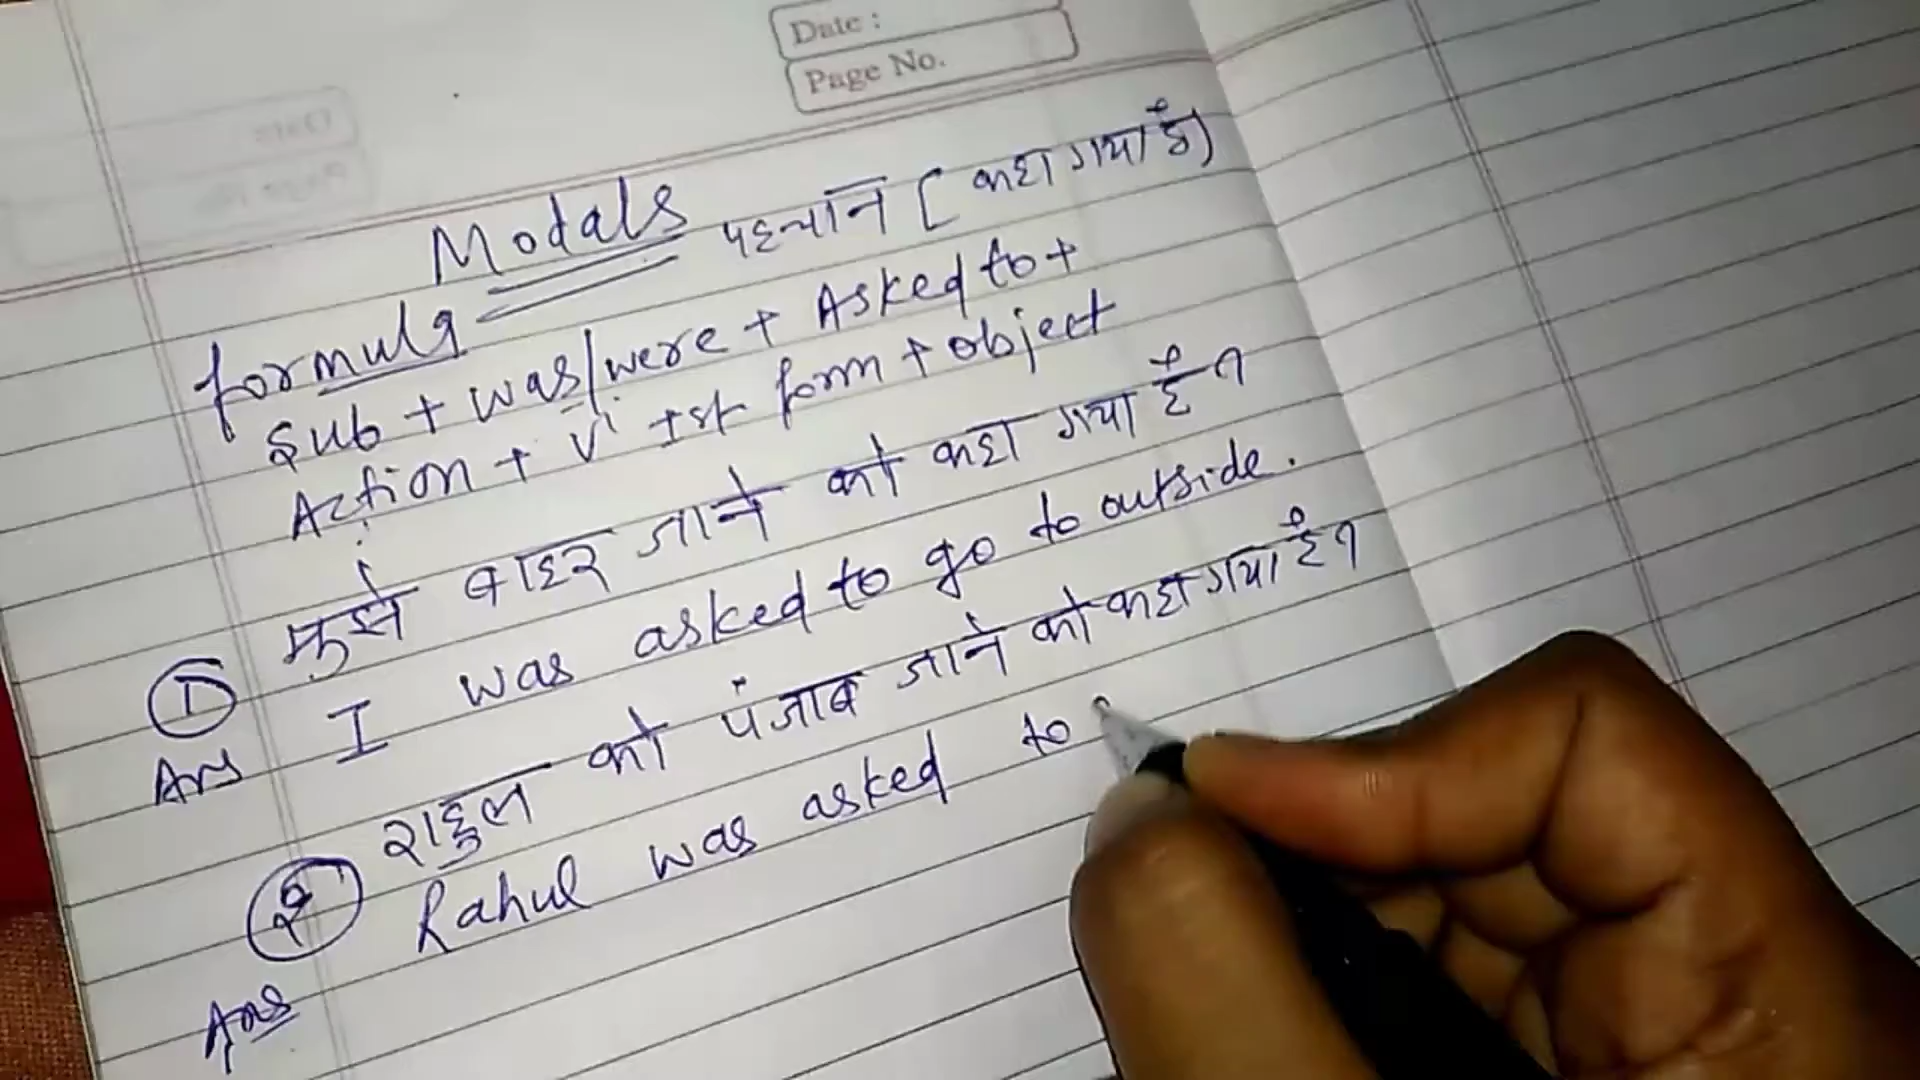 Date :
Page No.
Modals पहचान [ कहा गया है)
formula
Sub + was/were + Asked to +
Action + V¹ Ist form + object
① मुझे बाहर जाने को कहा गया है।
Ans I was asked to go to outside.
② राहुल को पंजाब जाने को कहा गया है।
Ans Rahul was asked to